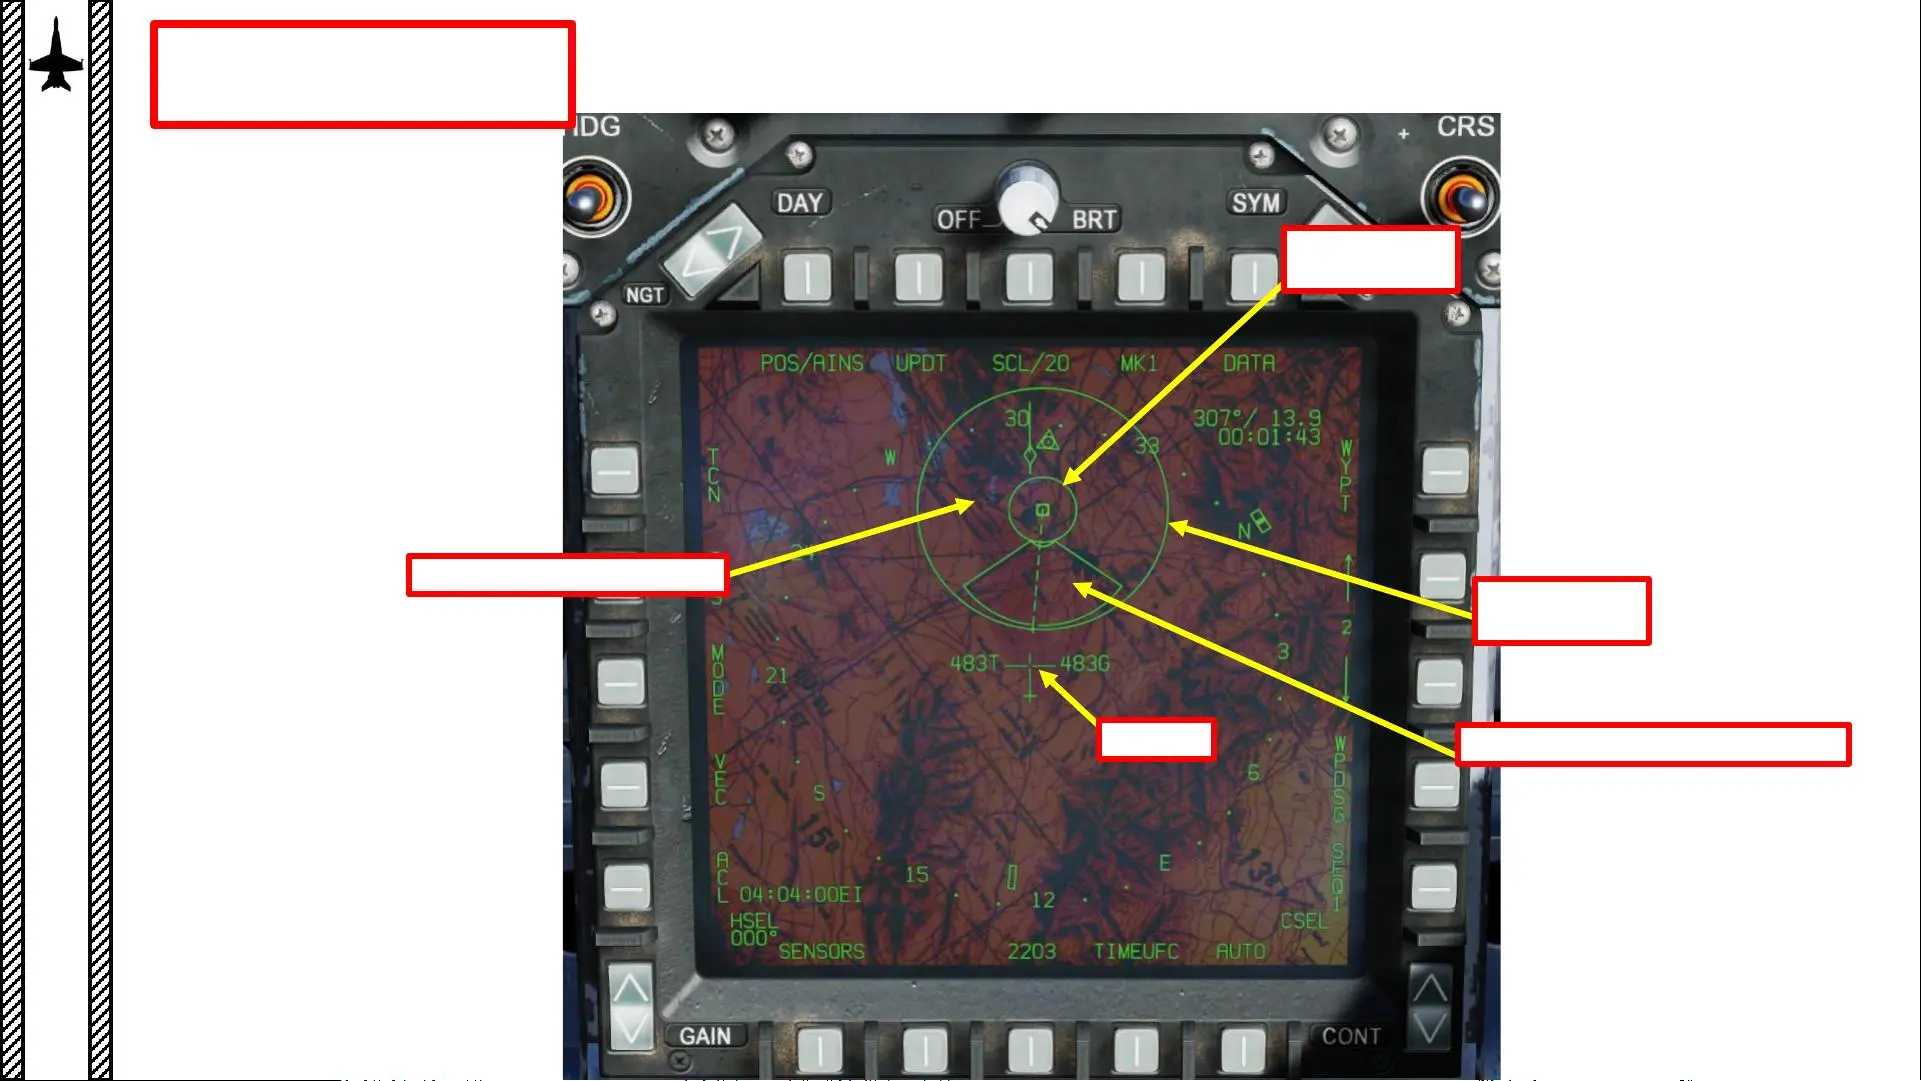 HDG
CRS
DAY
OFF
BRT
SYM
NGT
POS/AINS UPDT SCL/20 MK1 DATA
30
33
307°/ 13.9
00:01:43
W
TCN
WYPT
N
24
S
2
483T
483G
3
MODE
21
VEC
6
WPDSG
S
15°
13°
E
ACL
15
SEQ1
12
04:04:00EI
HSEL
000°
CSEL
SENSORS 2203 TIMEUFC AUTO
GAIN
CONT